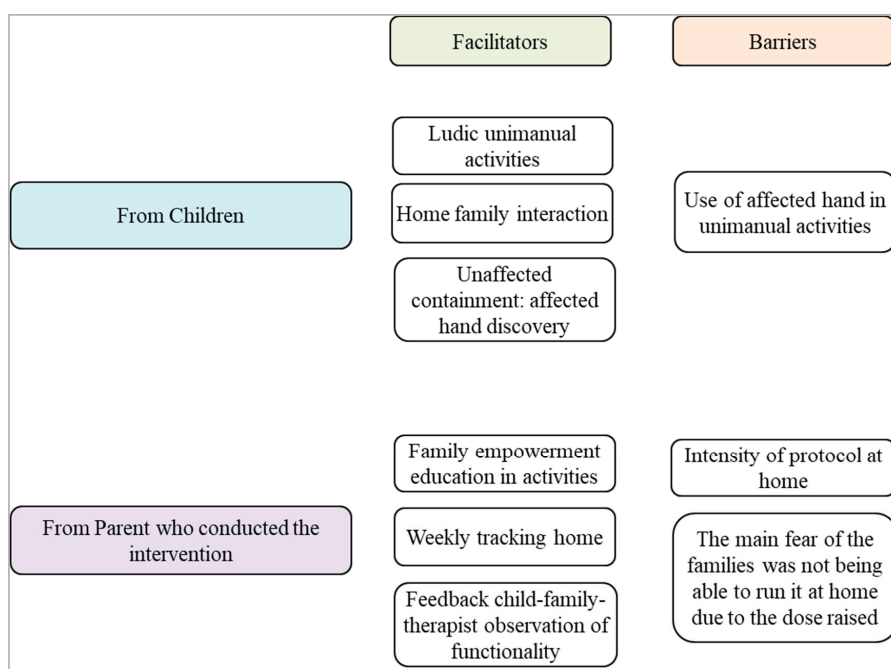 Facilitators
Barriers
From Children
Ludic unimanual
activities
Home family interaction
Unaffected
containment: affected
hand discovery
Use of affected hand in
unimanual activities
From Parent who conducted the
intervention
Family empowerment
education in activities
Weekly tracking home
Feedback child-family-
therapist observation of
functionality
Intensity of protocol at
home
The main fear of the
families was not being
able to run it at home
due to the dose raised